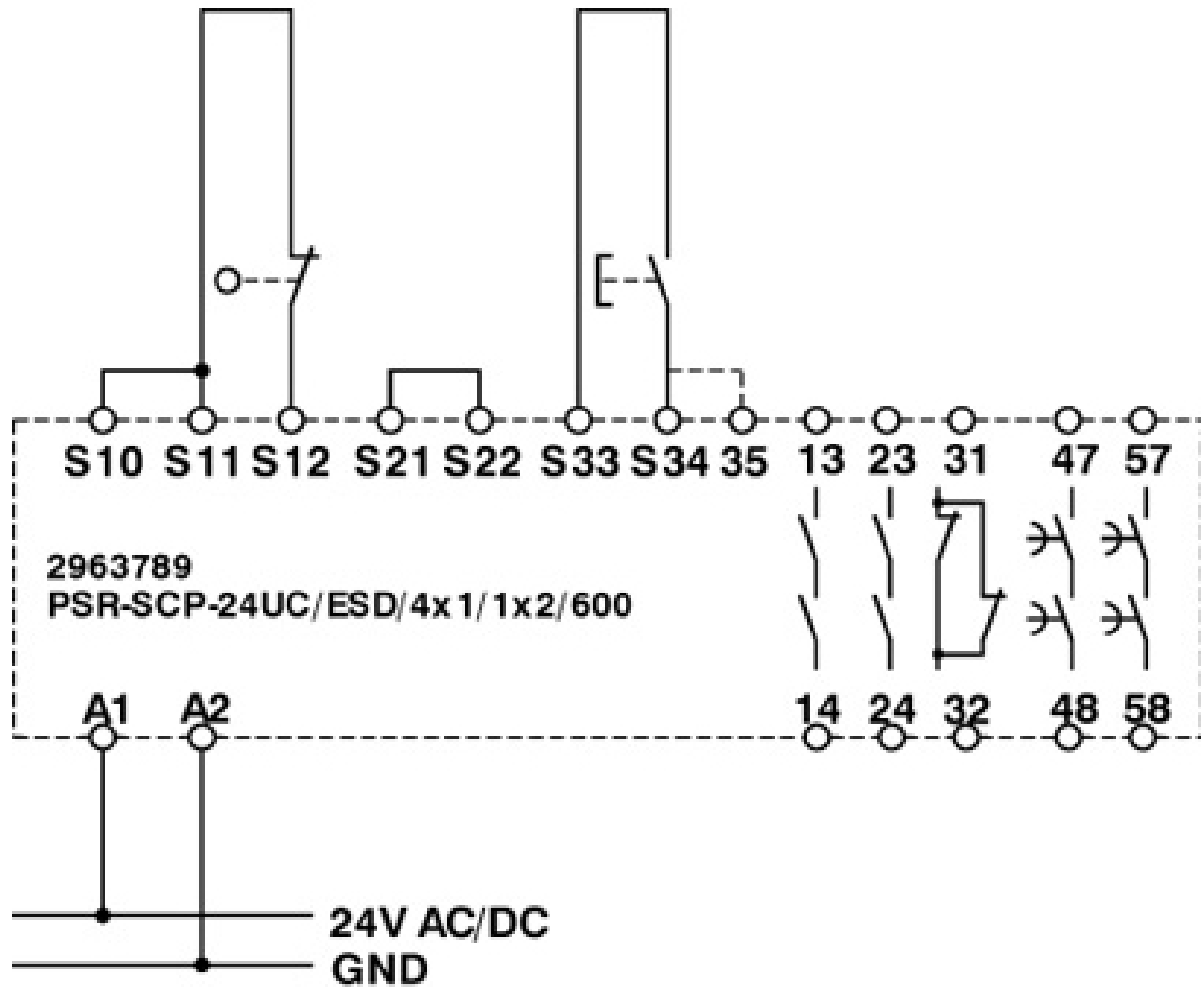 S10 S11 S12 S21 S22 S33 S34 35 13 23 31 47 57
2963789
PSR-SCP-24UC/ESD/4x1/1x2/600
A1 A2 14 24 32 48 58
24V AC/DC
GND